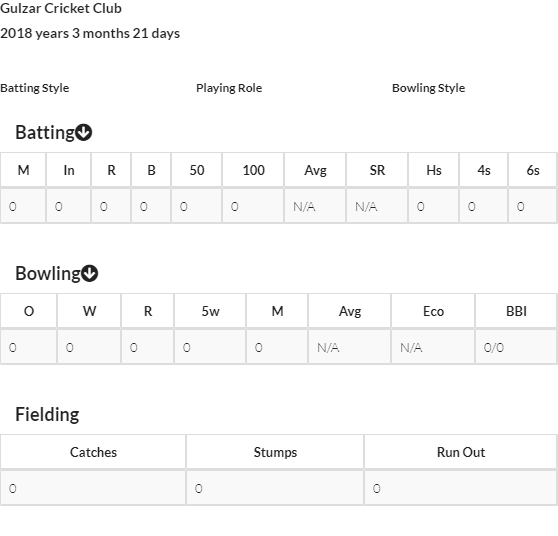 Gulzar Cricket Club
2018 years 3 months 21 days
Batting Style Playing Role Bowling Style
Batting
M In R B 50 100 Avg SR Hs 4s 6s
0 0 0 0 0 0 N/A N/A 0 0 0
Bowling
O W R 5w M Avg Eco BBI
0 0 0 0 0 N/A N/A 0/0
Fielding
Catches Stumps Run Out
0 0 0